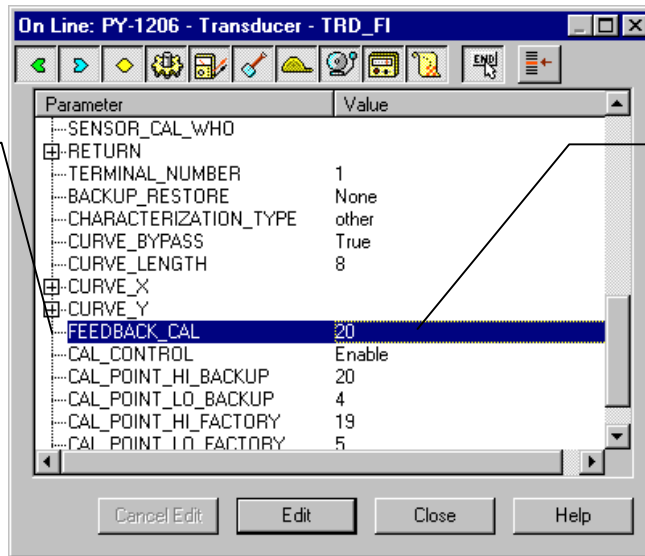 On Line: PY-1206 - Transducer - TRD_FI
END
Parameter Value
SENSOR_CAL_WHO
RETURN
TERMINAL_NUMBER 1
BACKUP_RESTORE None
CHARACTERIZATION_TYPE other
CURVE_BYPASS True
CURVE_LENGTH 8
CURVE_X
CURVE_Y
FEEDBACK_CAL 20
CAL_CONTROL Enable
CAL_POINT_HI_BACKUP 20
CAL_POINT_LO_BACKUP 4
CAL_POINT_HI_FACTORY 19
CAL_POINT_LO_FACTORY 5
Cancel Edit Edit Close Help